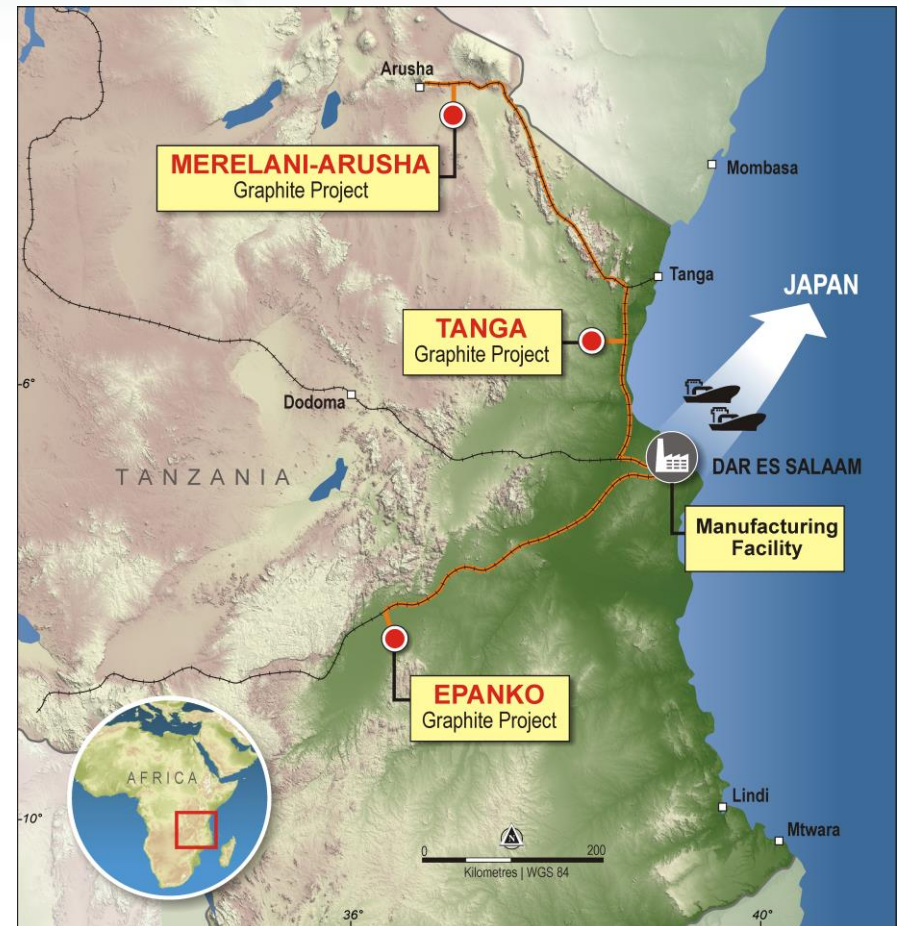 Arusha
MERELANI-ARUSHA
Graphite Project
Mombasa
Tanga
JAPAN
TANGA
Graphite Project
-6°
Dodoma
TANZANIA
DAR ES SALAAM
Manufacturing
Facility
EPANKO
Graphite Project
AFRICA
Lindi
-10°
Mtwara
N
0
200
Kilometres | WGS 84
36°
40°